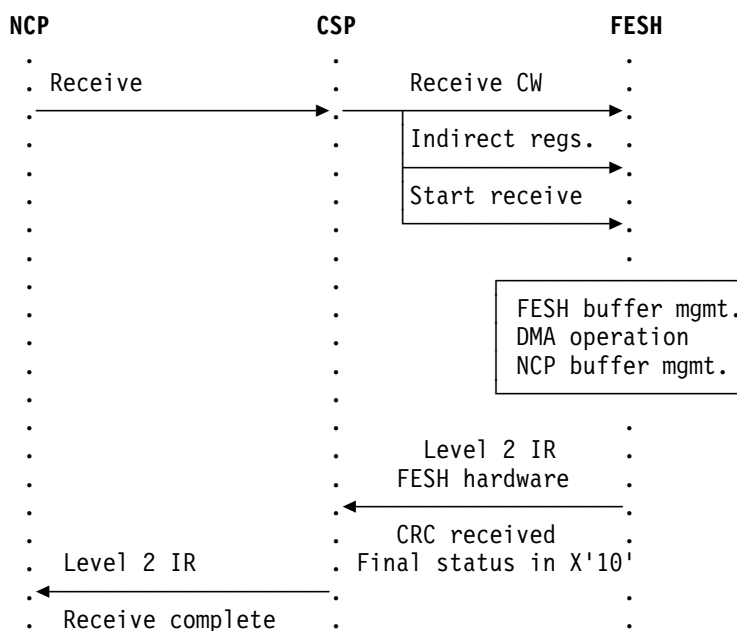 NCP CSP FESH
Receive Receive CW
Indirect regs.
Start receive
FESH buffer mgmt.
DMA operation
NCP buffer mgmt.
Level 2 IR
FESH hardware
CRC received
Level 2 IR Final status in X'10'
Receive complete